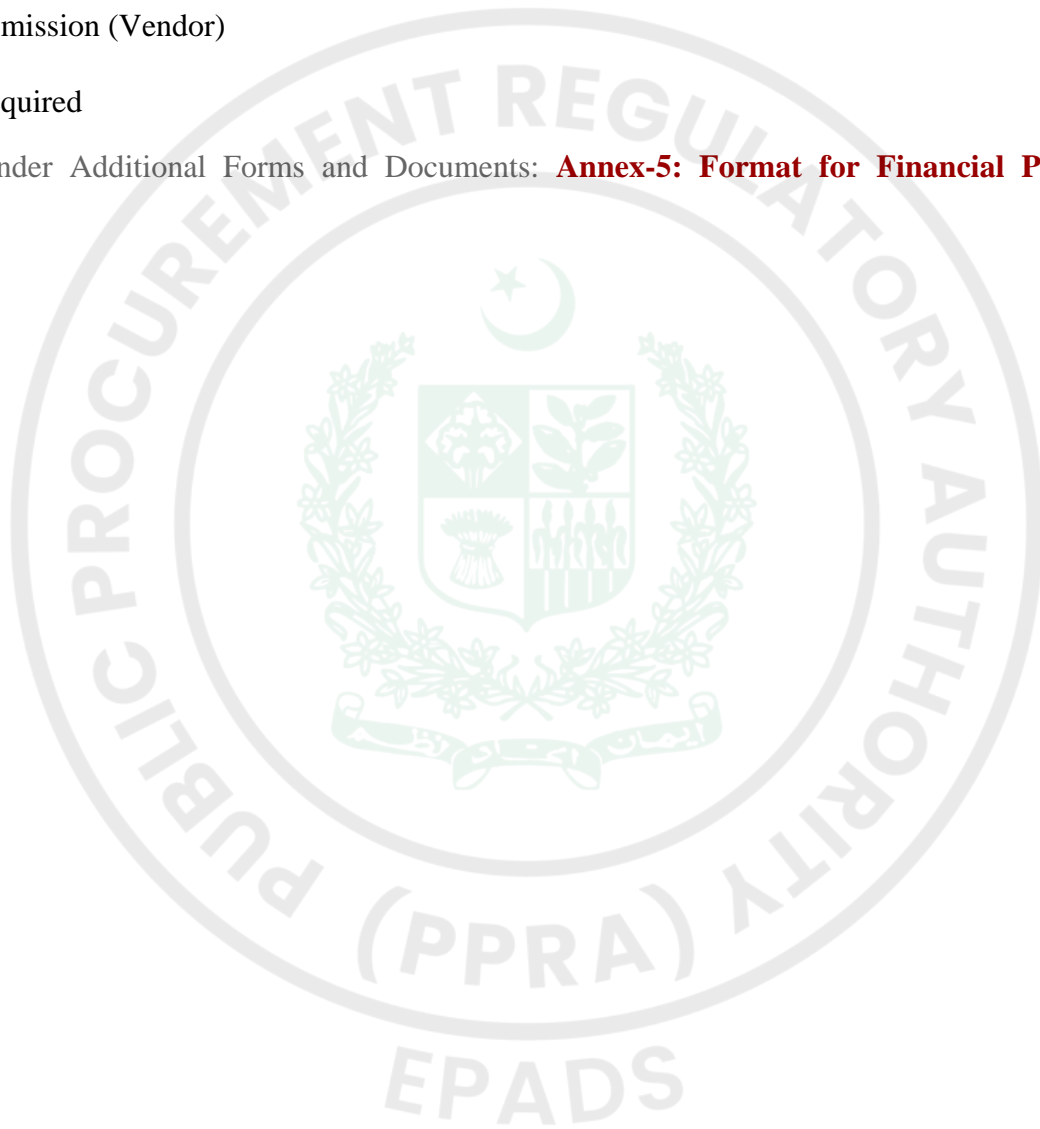 mission (Vendor)
quired
nder Additional Forms and Documents: Annex-5: Format for Financial P
PUBLIC PROCUREMENT REGULATORY AUTHORITY
(PPRA)
EPADS